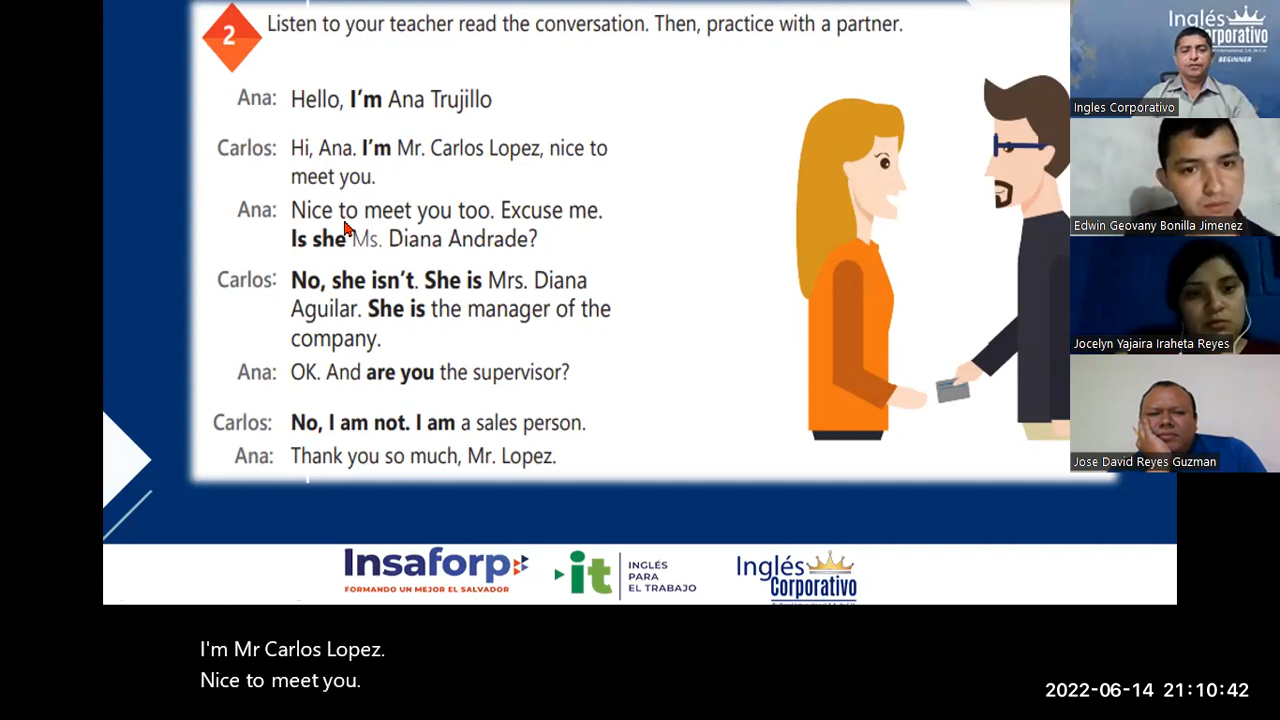 2
Listen to your teacher read the conversation. Then, practice with a partner.
Ana: Hello, I'm Ana Trujillo
Carlos: Hi, Ana. I'm Mr. Carlos Lopez, nice to
meet you.
Ana: Nice to meet you too. Excuse me.
Is she Ms. Diana Andrade?
Carlos: No, she isn't. She is Mrs. Diana
Aguilar. She is the manager of the
company.
Ana: OK. And are you the supervisor?
Carlos: No, I am not. I am a sales person.
Ana: Thank you so much, Mr. Lopez.
Inglés
Corporativo
BEGINNER
Ingles Corporativo
Edwin Geovany Bonilla Jimenez
Jocelyn Yajaira Iraheta Reyes
Jose David Reyes Guzman
Insaforp
FORMANDO UN MEJOR EL SALVADOR
it
INGLÉS
PARA
EL TRABAJO
Inglés
Corporativo
I'm Mr Carlos Lopez.
Nice to meet you.
2022-06-14 21:10:42